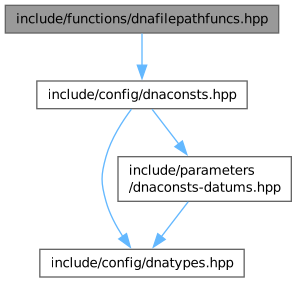 include/functions/dnafilepathfuncs.hpp
include/config/dnaconsts.hpp
include/parameters
/dnaconsts-datums.hpp
include/config/dnatypes.hpp